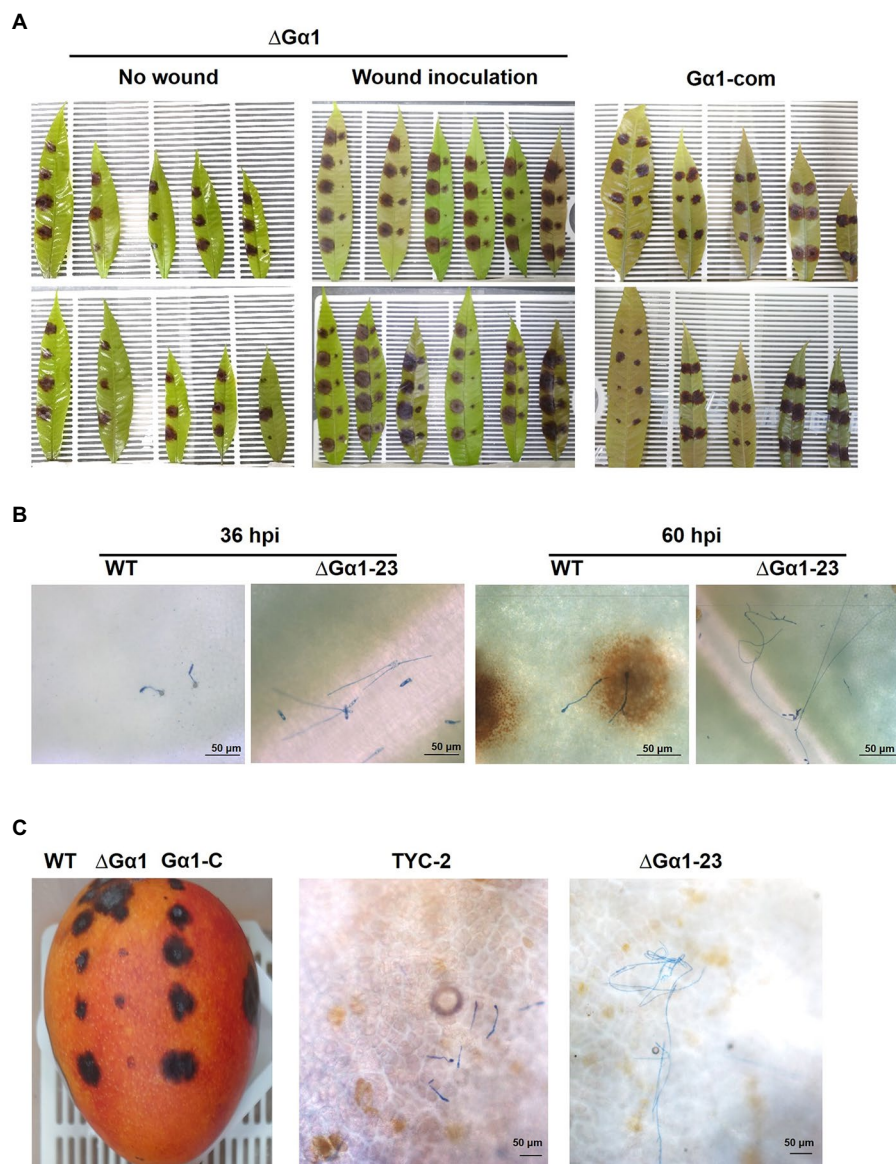 A
ΔGα1
No wound Wound inoculation Gα1-com
B
36 hpi 60 hpi
WT ΔGα1-23 WT ΔGα1-23
50 µm 50 µm 50 µm 50 µm
C
WT ΔGα1 Gα1-C TYC-2 ΔGα1-23
50 µm 50 µm